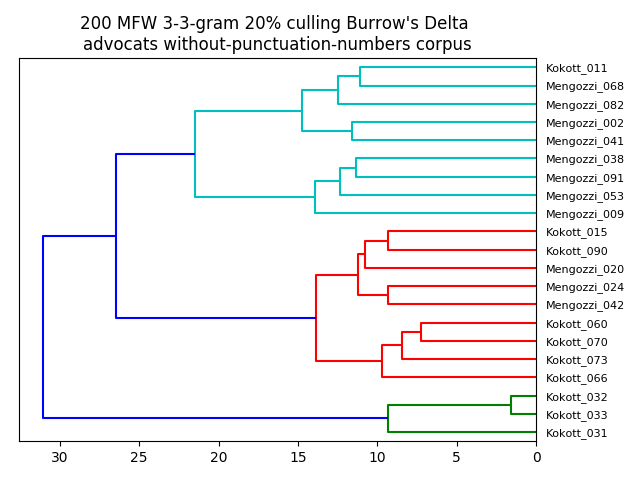 200 MFW 3-3-gram 20% culling Burrow's Delta
advocats without-punctuation-numbers corpus
Kokott_011
Mengozzi_068
Mengozzi_082
Mengozzi_002
Mengozzi_041
Mengozzi_038
Mengozzi_091
Mengozzi_053
Mengozzi_009
Kokott_015
Kokott_090
Mengozzi_020
Mengozzi_024
Mengozzi_042
Kokott_060
Kokott_070
Kokott_073
Kokott_066
Kokott_032
Kokott_033
Kokott_031
30 25 20 15 10 5 0